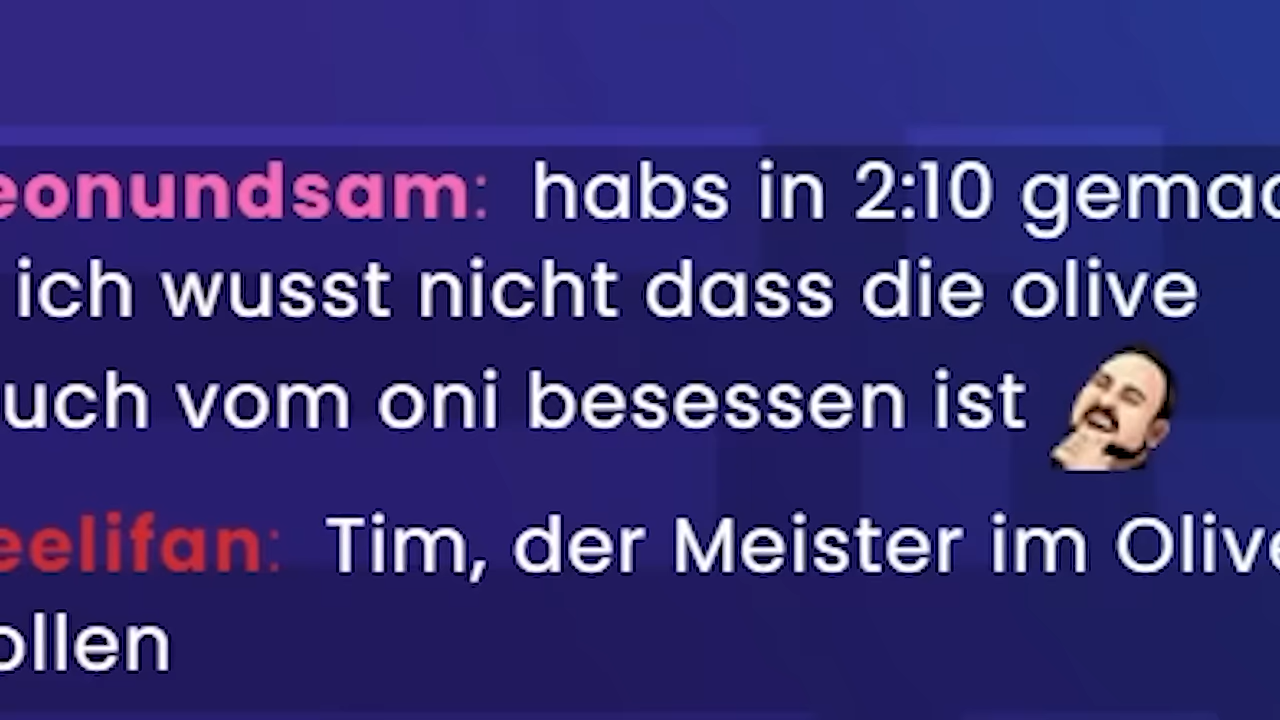 eonundsam: habs in 2:10 gemac
ich wusst nicht dass die olive
uch vom oni besessen ist
eelifan: Tim, der Meister im Olive
ollen